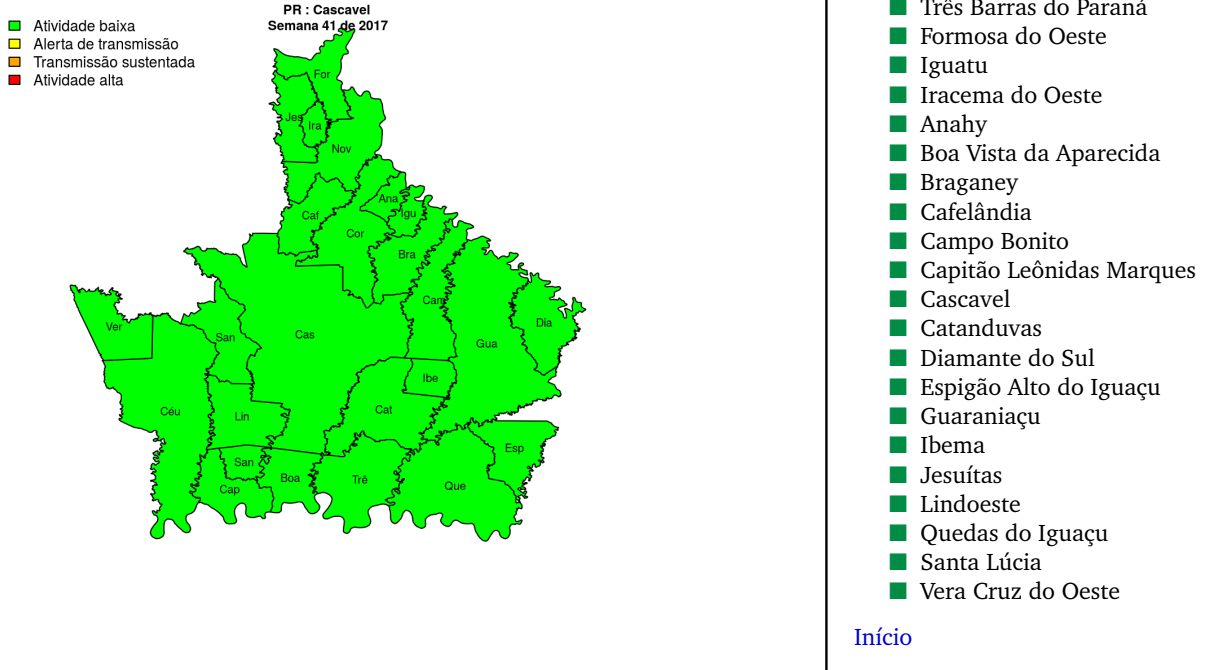 PR : Cascavel
Semana 41 de 2017
Atividade baixa
Alerta de transmissão
Transmissão sustentada
Atividade alta
For
Jes
Ira
Nov
Ana
Igu
Caf
Cor
Bra
Cam
Ver
San
Cas
Gua
Dia
Ibe
Céu
Lin
Cat
San
Cap
Boa
Trê
Que
Esp
Três Barras do Paraná
Formosa do Oeste
Iguatu
Iracema do Oeste
Anahy
Boa Vista da Aparecida
Braganey
Cafelândia
Campo Bonito
Capitão Leônidas Marques
Cascavel
Catanduvas
Diamante do Sul
Espigão Alto do Iguaçu
Guaraniaçu
Ibema
Jesuítas
Lindoeste
Quedas do Iguaçu
Santa Lúcia
Vera Cruz do Oeste
Início